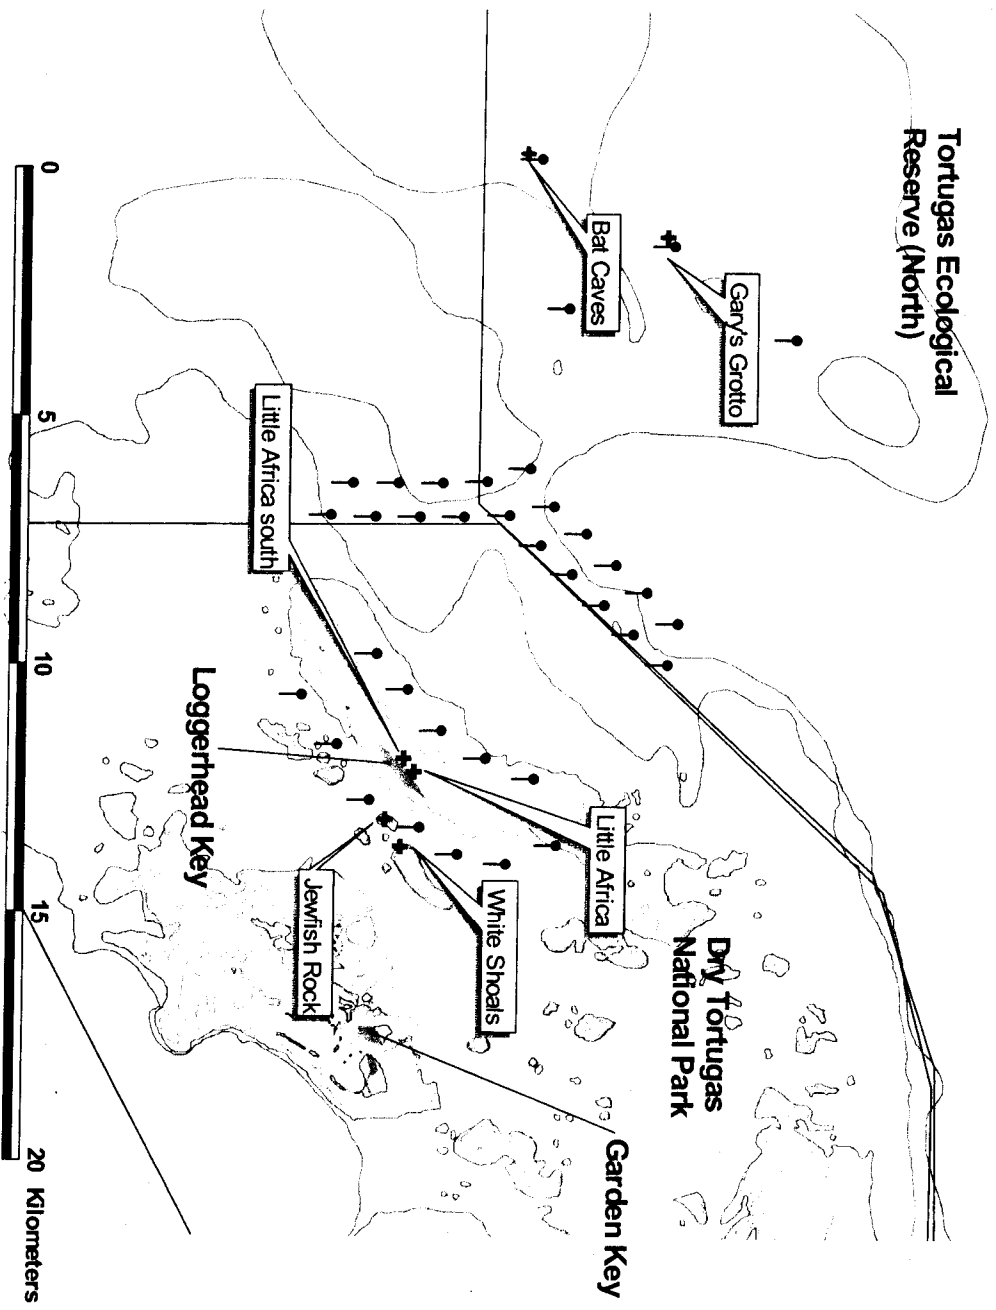 Tortugas Ecological
Reserve (North)
Gary's Grotto
Bat Caves
Dry Tortugas
National Park
Garden Key
Little Africa
White Shoals
Jewfish Rock
Little Africa south
Loggerhead Key
0 5 10 15 20 Kilometers